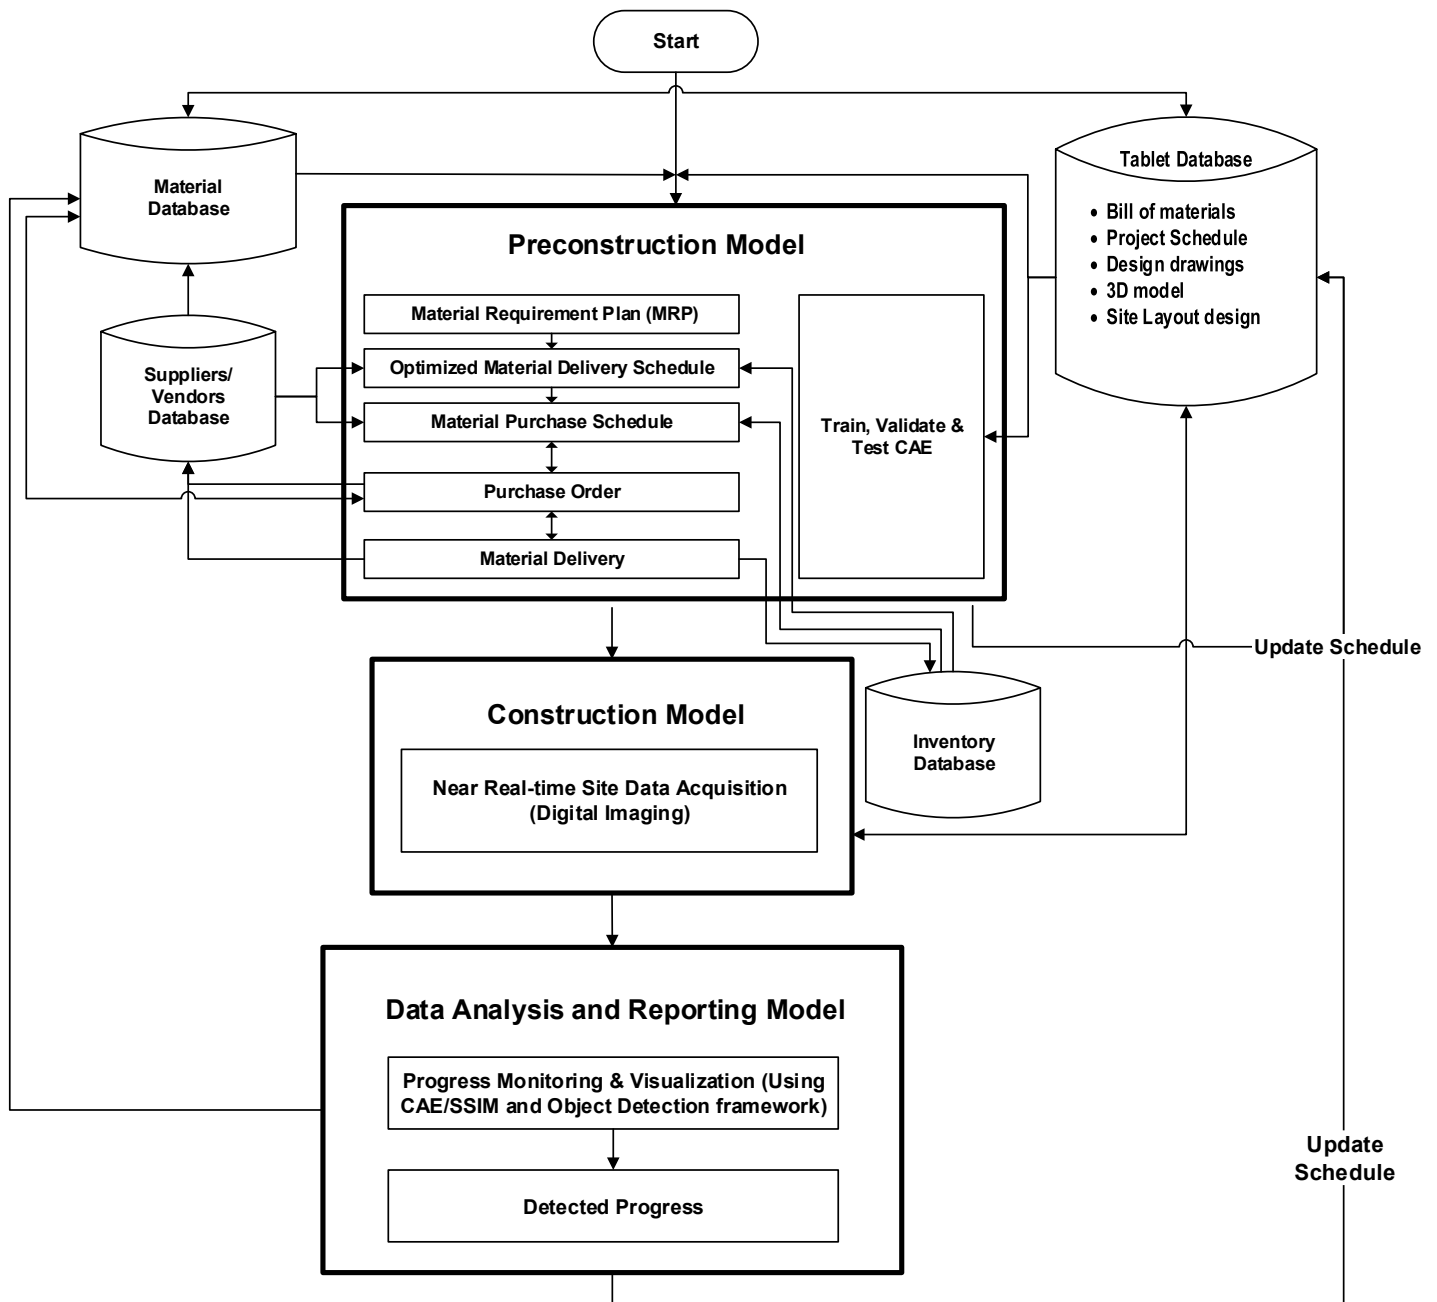 Start
Material
Database
Tablet Database
• Bill of materials
• Project Schedule
• Design drawings
• 3D model
• Site Layout design
Preconstruction Model
Material Requirement Plan (MRP)
Optimized Material Delivery Schedule
Material Purchase Schedule
Purchase Order
Material Delivery
Train, Validate &
Test CAE
Suppliers/
Vendors
Database
Update Schedule
Construction Model
Near Real-time Site Data Acquisition
(Digital Imaging)
Inventory
Database
Data Analysis and Reporting Model
Progress Monitoring & Visualization (Using
CAE/SSIM and Object Detection framework)
Detected Progress
Update
Schedule